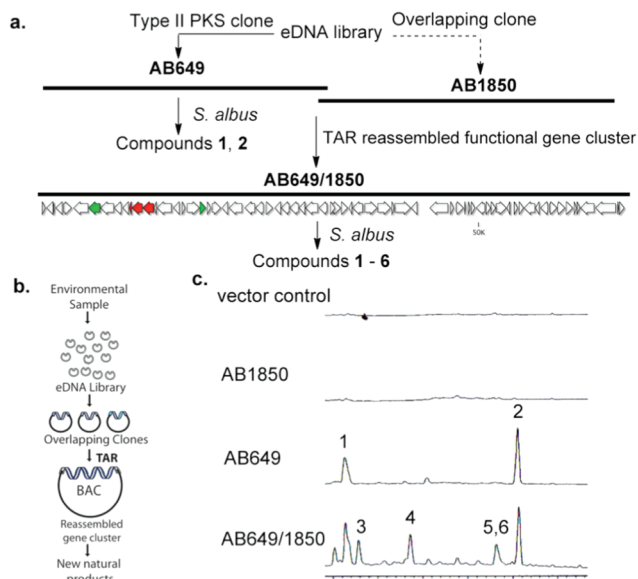 a.
Type II PKS clone
eDNA library
Overlapping clone
AB649
AB1850
S. albus
Compounds 1, 2
TAR reassembled functional gene cluster
AB649/1850
50K
S. albus
Compounds 1 - 6
b.
Environmental
Sample
eDNA Library
Overlapping Clones
TAR
BAC
Reassembled
gene cluster
New natural
products
c.
vector control
AB1850
AB649
1
2
AB649/1850
3
4
5,6